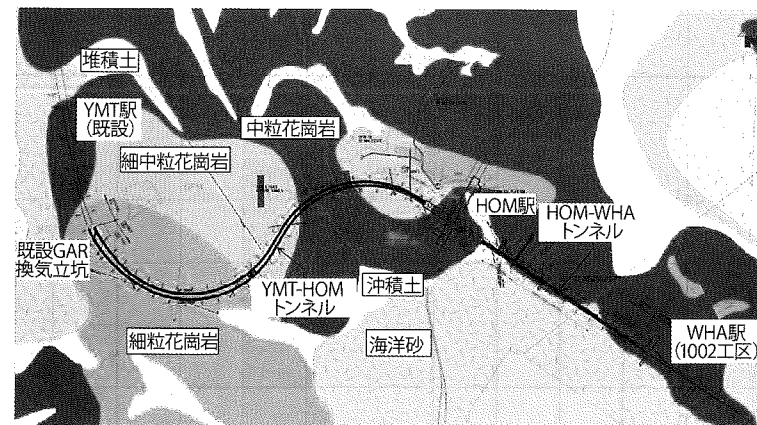 堆積土
YMT駅
(既設)
中粒花崗岩
細中粒花崗岩
HOM駅
HOM-WHA
トンネル
既設GAR
換気立坑
YMT-HOM
トンネル
沖積土
細粒花崗岩
海洋砂
WHA駅
(1002工区)